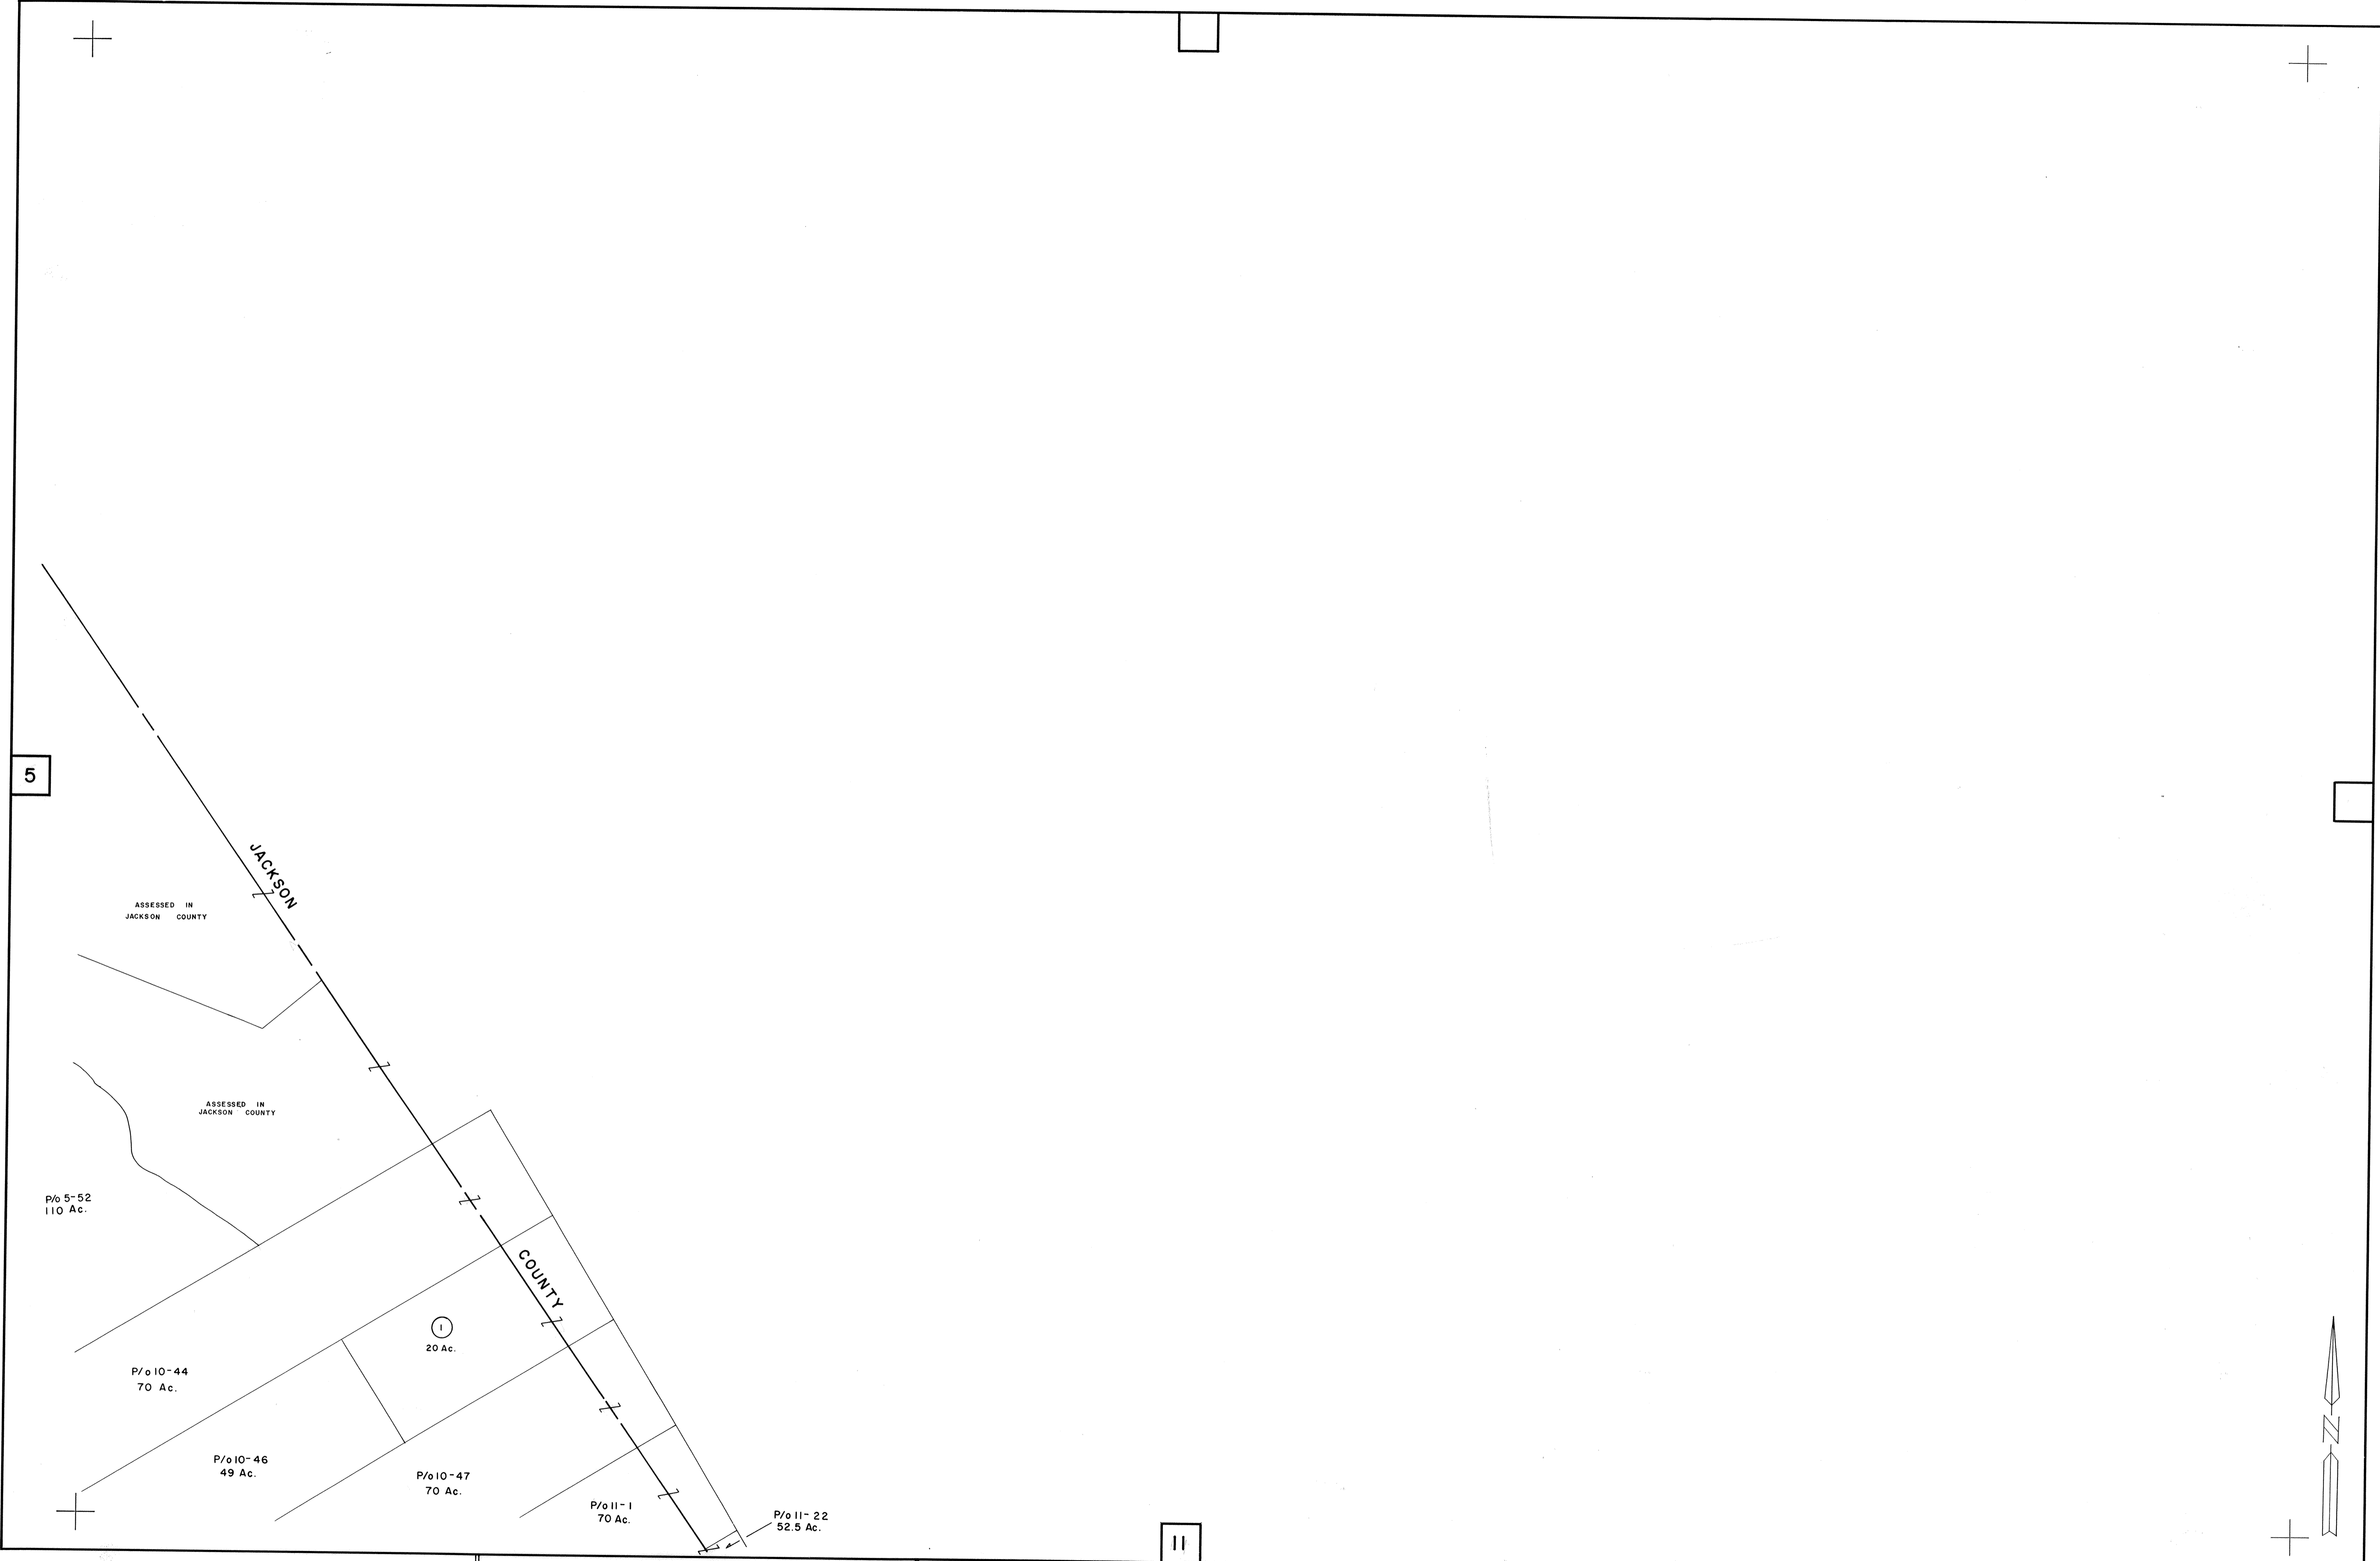 5
JACKSON
ASSESSED IN
JACKSON COUNTY
ASSESSED IN
JACKSON COUNTY
P/o 5-52
110 Ac.
COUNTY
1
20 Ac.
P/o 10-44
70 Ac.
P/o 10-46
49 Ac.
P/o 10-47
70 Ac.
P/o 11-1
70 Ac.
P/o 11-22
52.5 Ac.
11
N